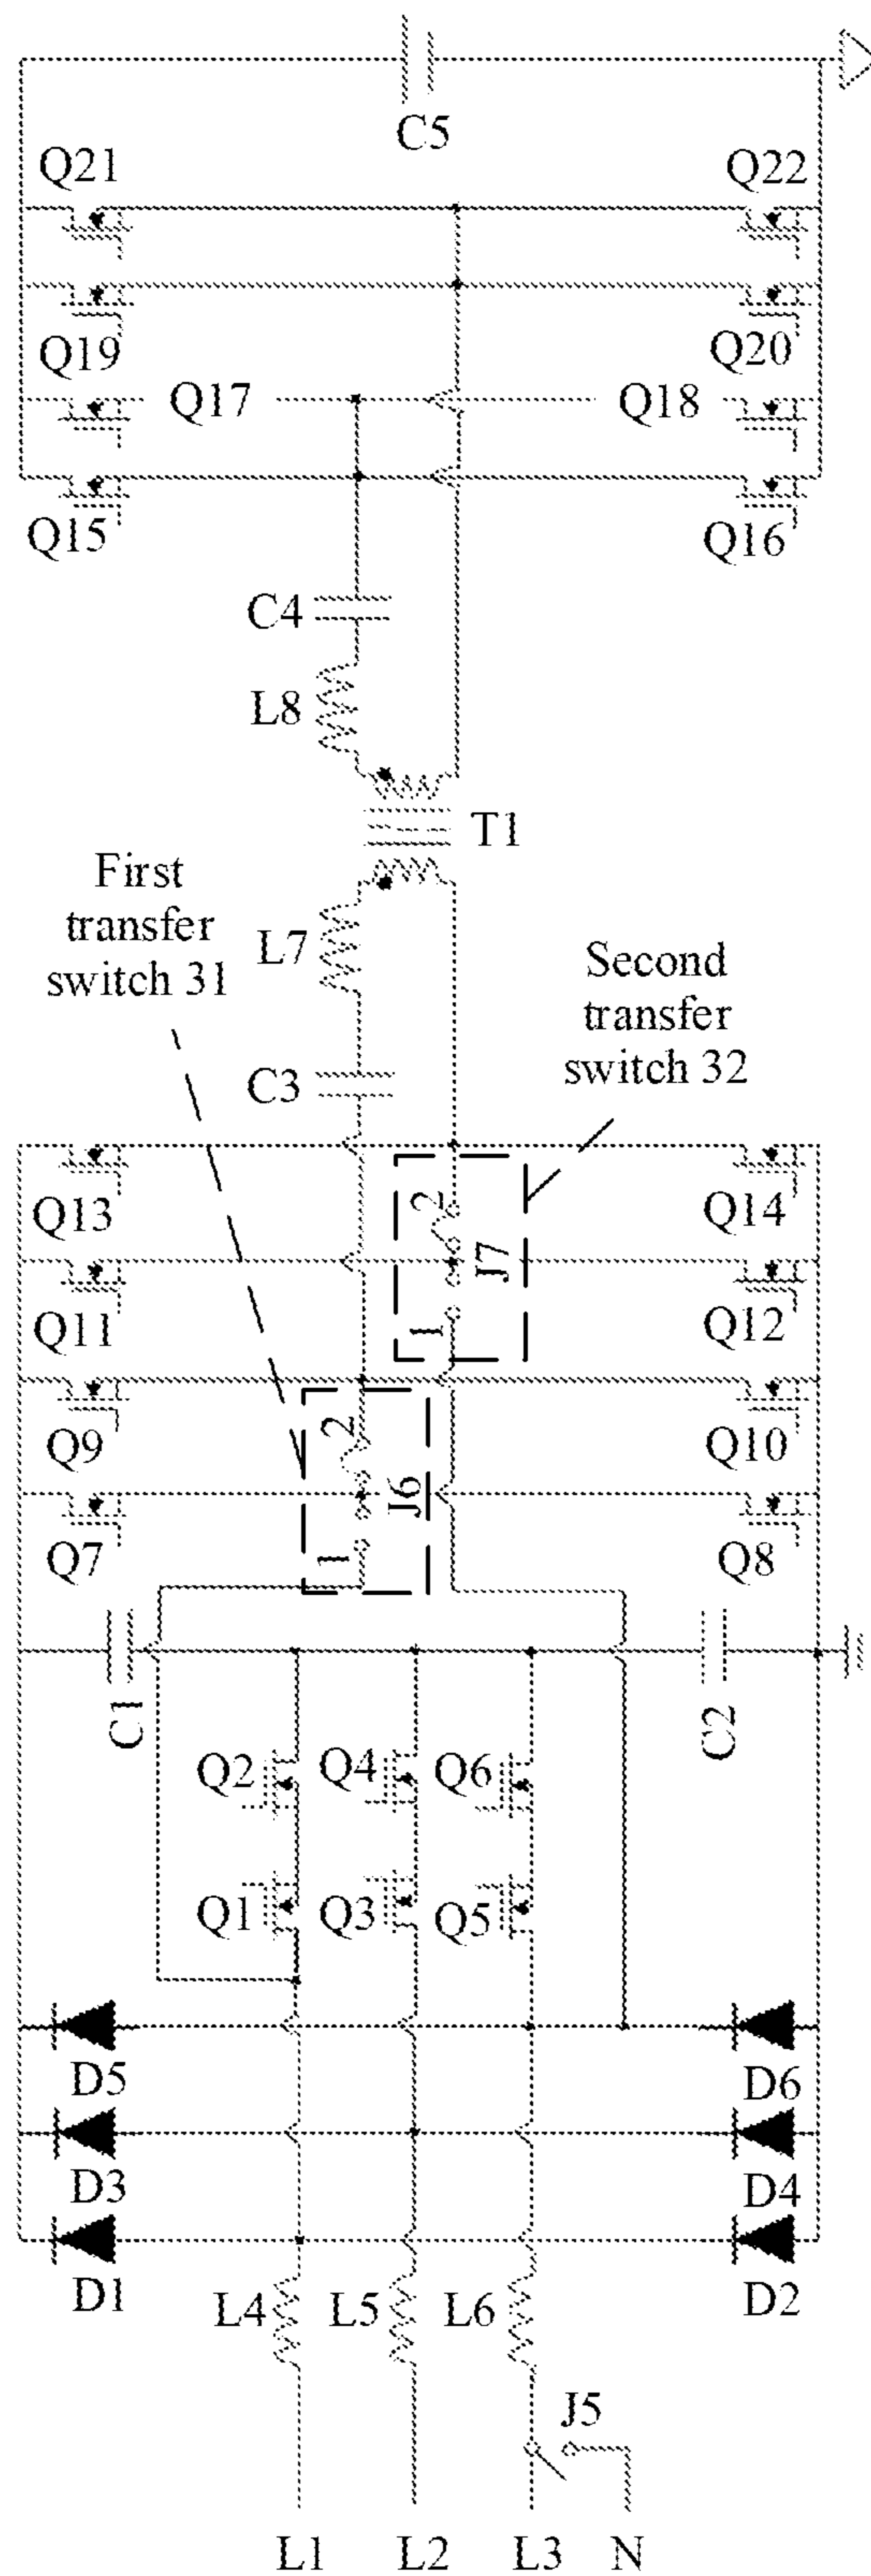 C5
Q21
Q22
Q19
Q20
Q17
Q18
Q15
Q16
C4
L8
T1
First
transfer
switch 31
L7
Second
transfer
switch 32
C3
Q13
Q14
2
J7
1
Q11
Q12
Q9
Q10
2
J6
1
Q7
Q8
C1
C2
Q2
Q4
Q6
Q1
Q3
Q5
D5
D6
D3
D4
D1
D2
L4
L5
L6
J5
L1
L2
L3
N